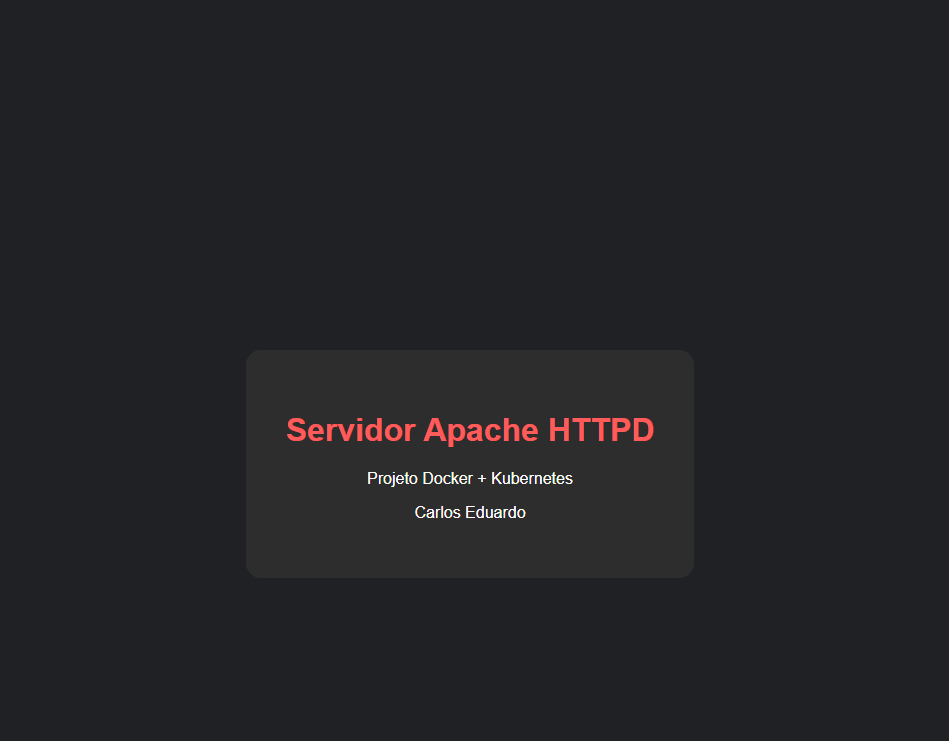 Servidor Apache HTTPD
Projeto Docker + Kubernetes
Carlos Eduardo